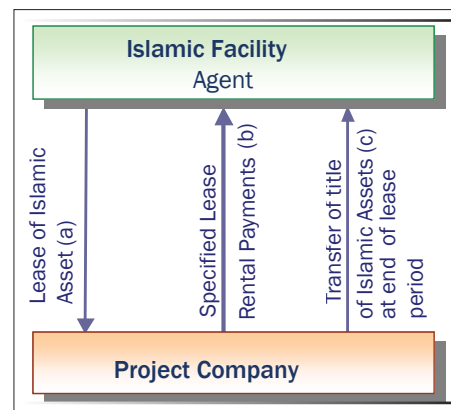 Islamic Facility
Agent
Lease of Islamic
Asset (a)
Specified Lease
Rental Payments (b)
Transfer of title
of Islamic Assets (c)
at end of lease
period
Project Company